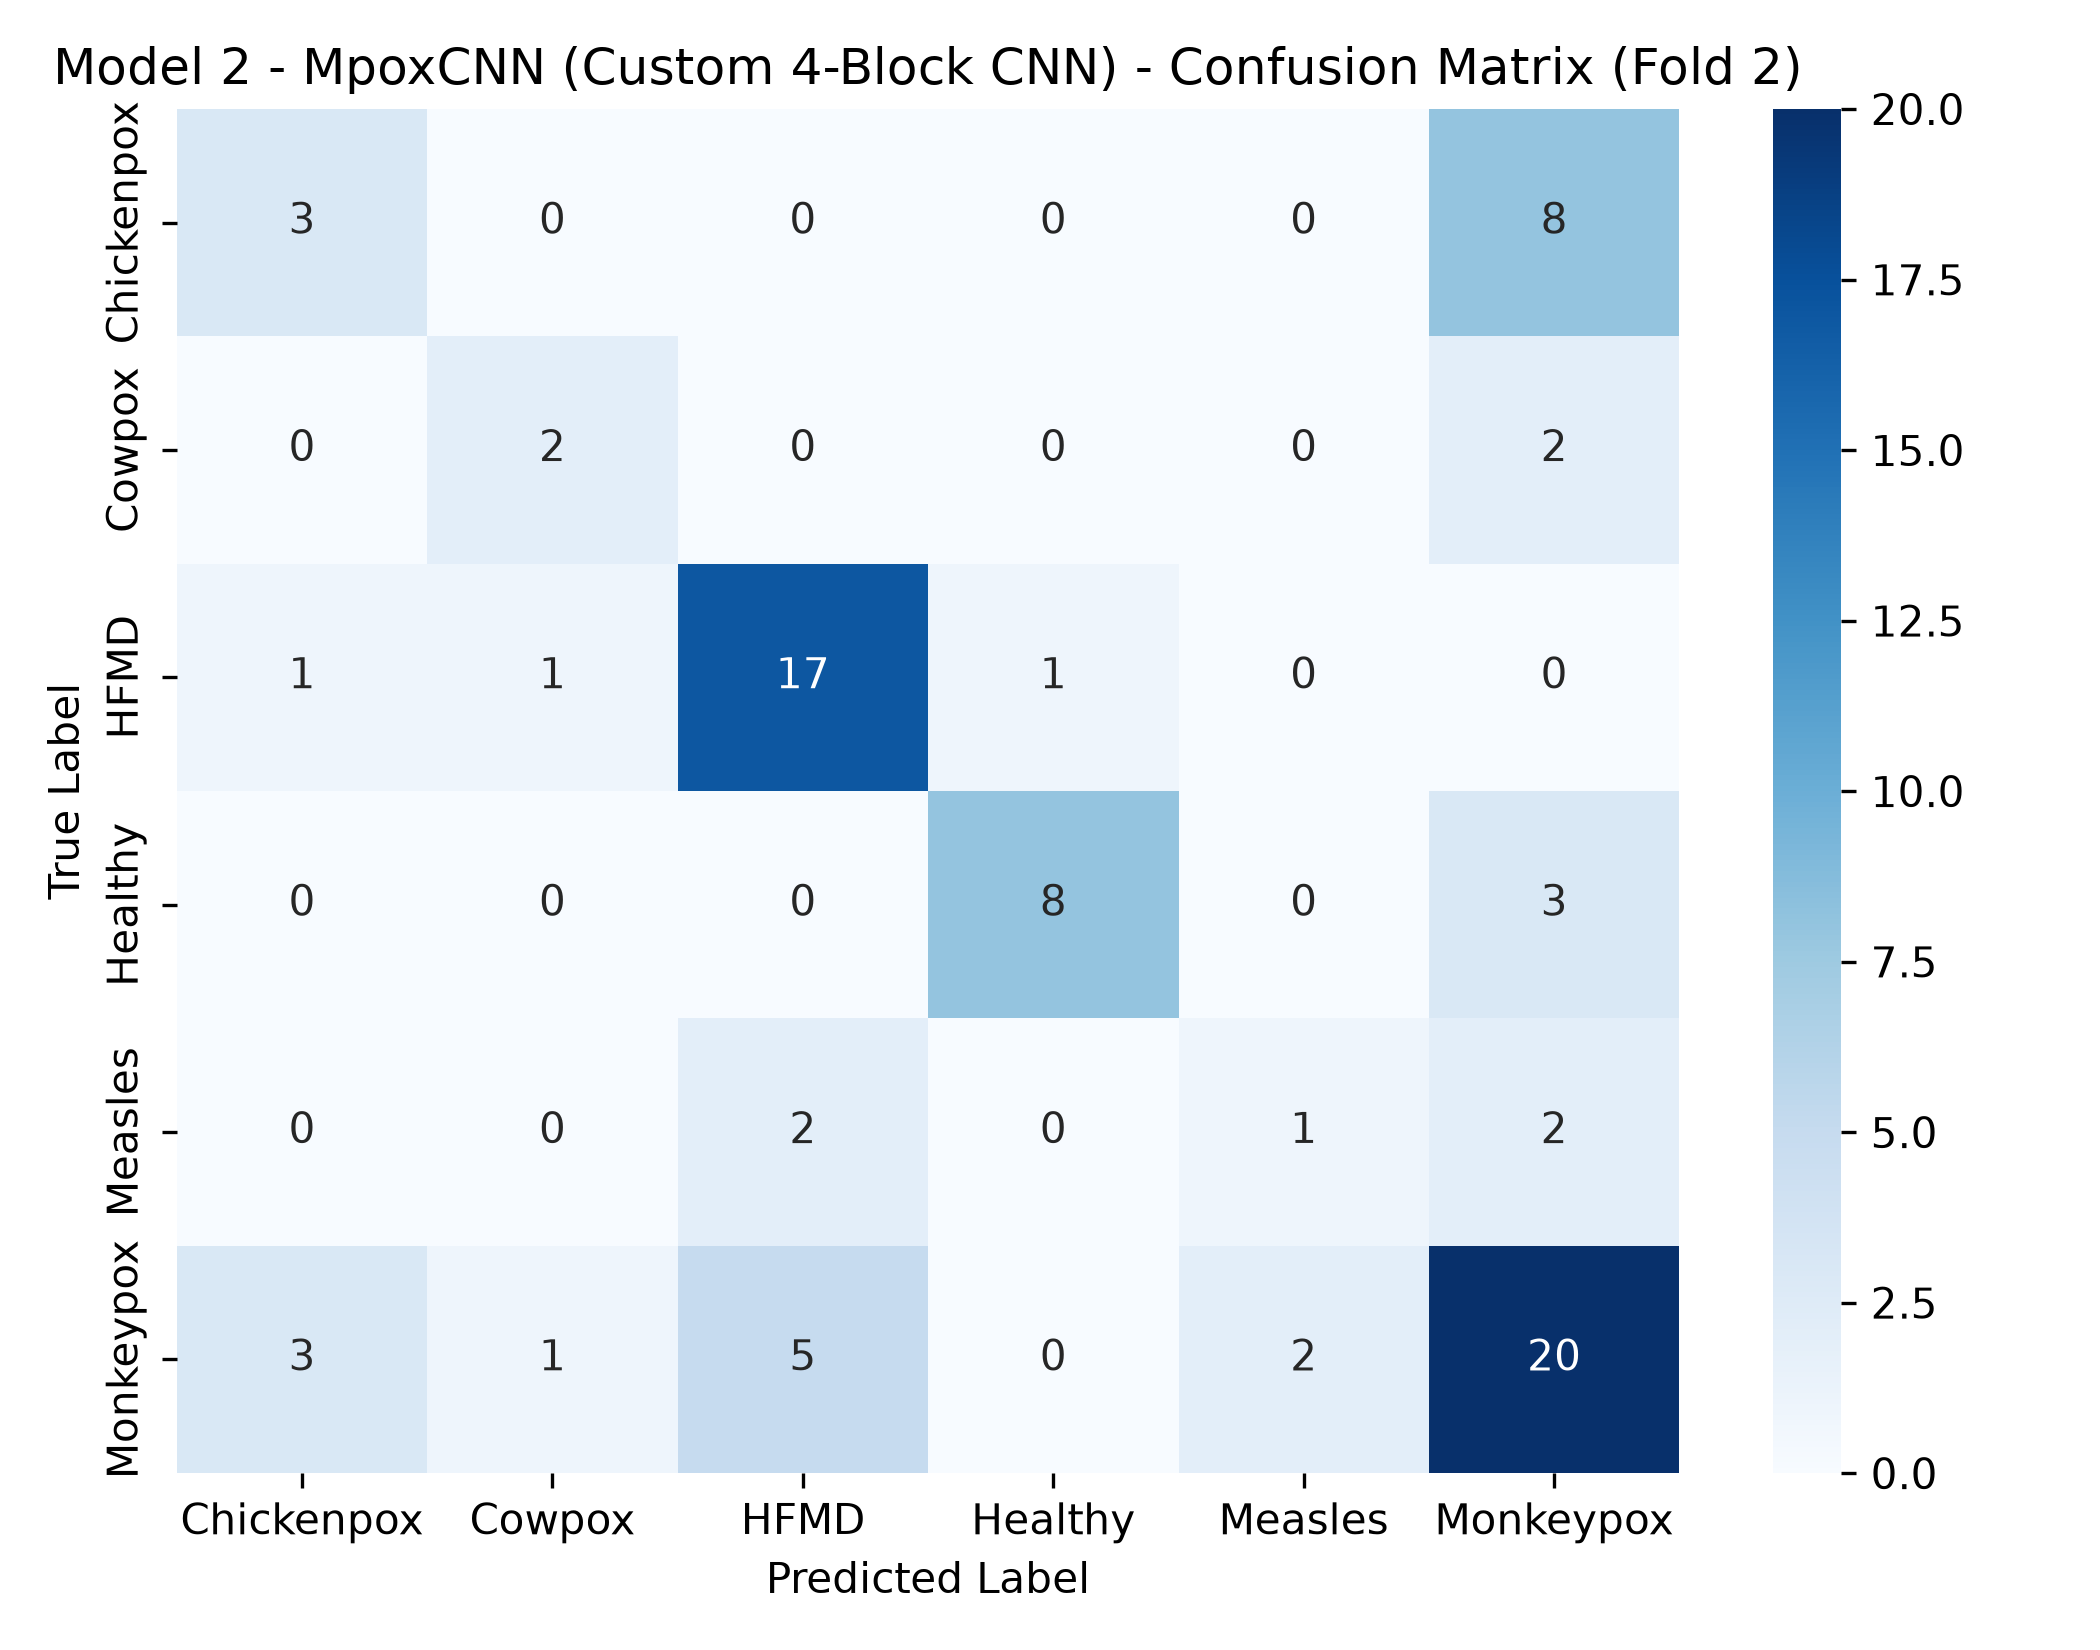 Model 2 - MpoxCNN (Custom 4-Block CNN) - Confusion Matrix (Fold 2)
True Label
Chickenpox 3 0 0 0 0 8
Cowpox 0 2 0 0 0 2
HFMD 1 1 17 1 0 0
Healthy 0 0 0 8 0 3
Measles 0 0 2 0 1 2
Monkeypox 3 1 5 0 2 20
Chickenpox Cowpox HFMD Healthy Measles Monkeypox
Predicted Label
20.0
17.5
15.0
12.5
10.0
7.5
5.0
2.5
0.0